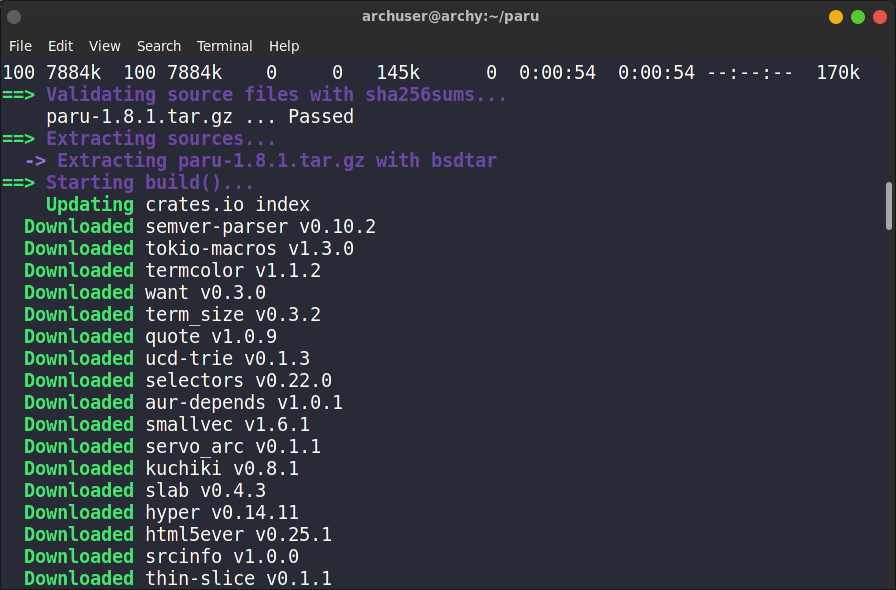 archuser@archy:~/paru
File Edit View Search Terminal Help
100 7884k  100 7884k    0     0   145k      0  0:00:54  0:00:54 --:--:--  170k
==> Validating source files with sha256sums...
    paru-1.8.1.tar.gz ... Passed
==> Extracting sources...
  -> Extracting paru-1.8.1.tar.gz with bsdtar
==> Starting build()...
    Updating crates.io index
  Downloaded semver-parser v0.10.2
  Downloaded tokio-macros v1.3.0
  Downloaded termcolor v1.1.2
  Downloaded want v0.3.0
  Downloaded term_size v0.3.2
  Downloaded quote v1.0.9
  Downloaded ucd-trie v0.1.3
  Downloaded selectors v0.22.0
  Downloaded aur-depends v1.0.1
  Downloaded smallvec v1.6.1
  Downloaded servo_arc v0.1.1
  Downloaded kuchiki v0.8.1
  Downloaded slab v0.4.3
  Downloaded hyper v0.14.11
  Downloaded html5ever v0.25.1
  Downloaded srcinfo v1.0.0
  Downloaded thin-slice v0.1.1